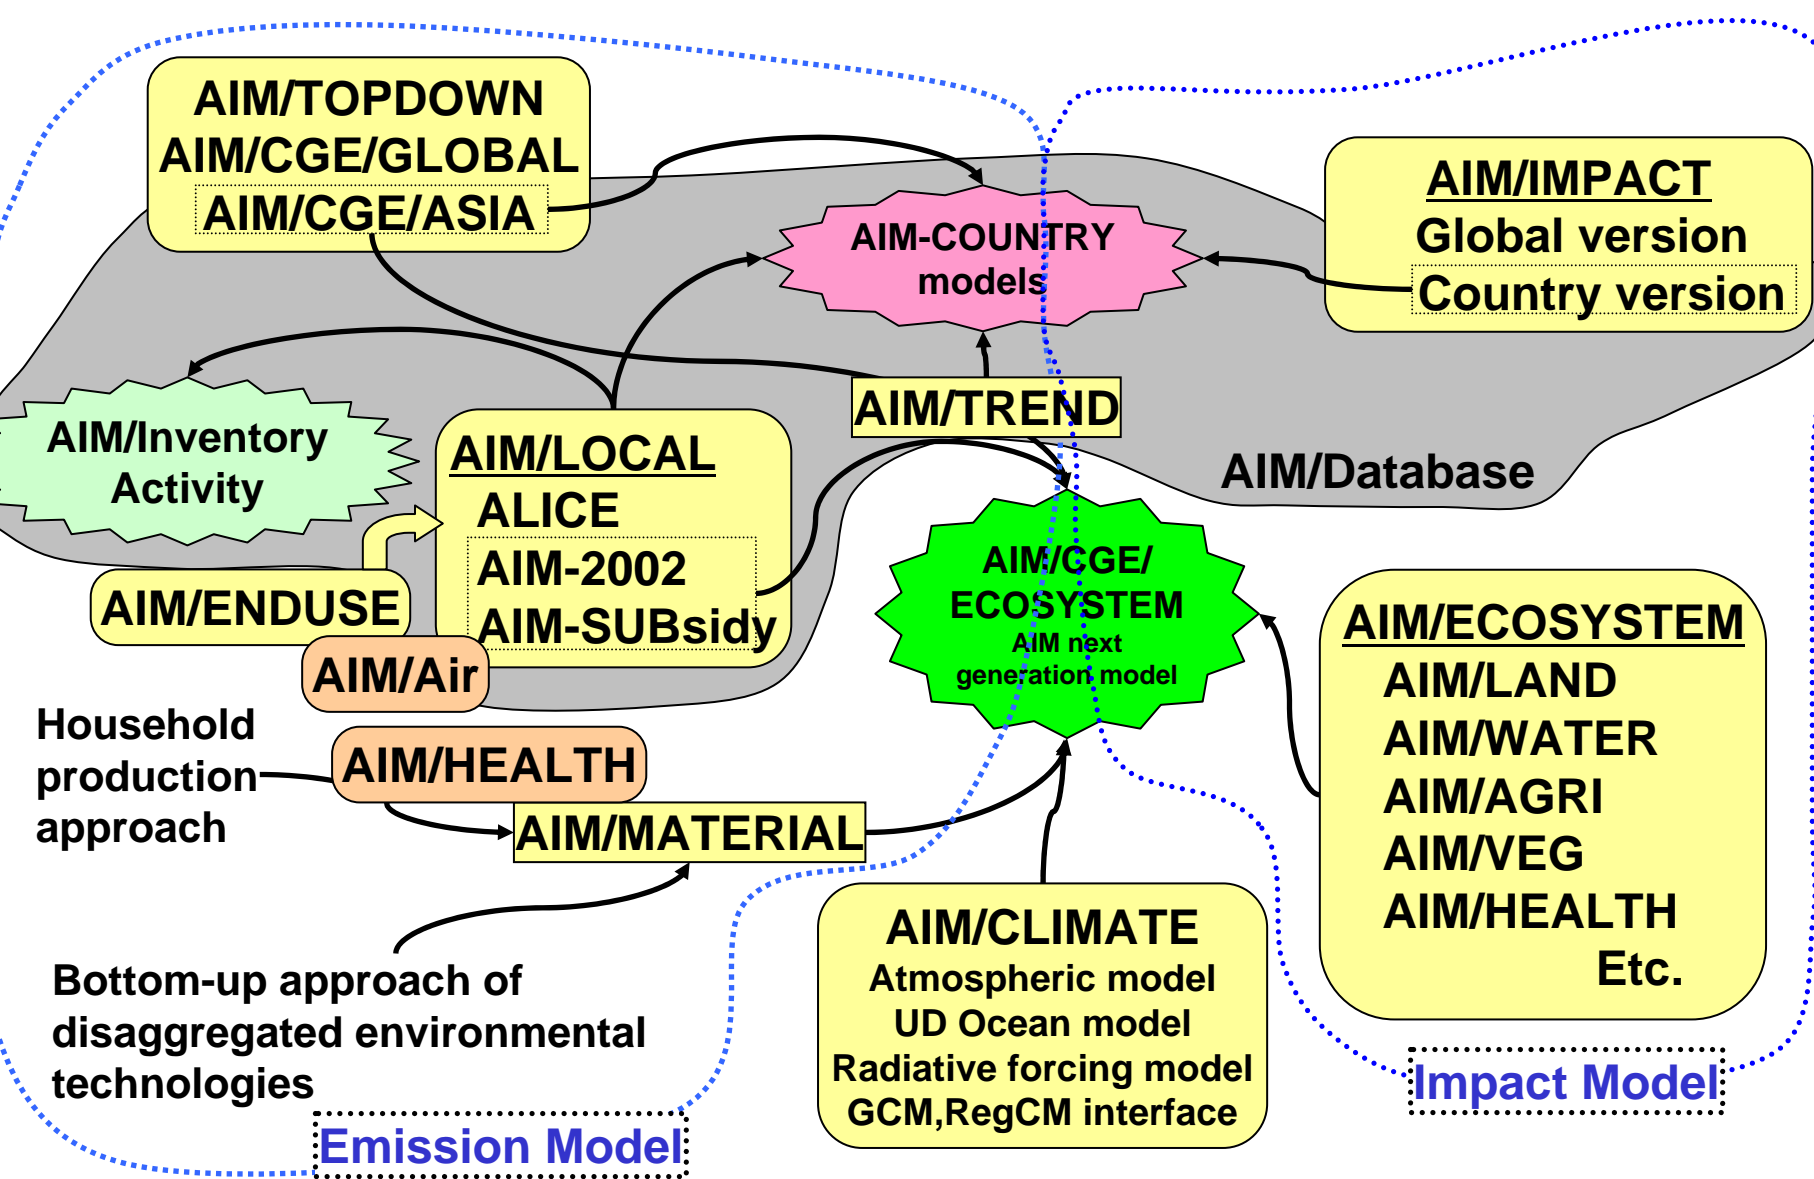 AIM/TOPDOWN
AIM/CGE/GLOBAL
AIM/CGE/ASIA
AIM-COUNTRY
models
AIM/IMPACT
Global version
Country version
AIM/TREND
AIM/Database
AIM/Inventory
Activity
AIM/LOCAL
ALICE
AIM-2002
AIM-SUBsidy
AIM/ENDUSE
AIM/Air
AIM/CGE/
ECOSYSTEM
AIM next
generation model
AIM/ECOSYSTEM
AIM/LAND
AIM/WATER
AIM/AGRI
AIM/VEG
AIM/HEALTH
Etc.
Household
production
approach
AIM/HEALTH
AIM/MATERIAL
Bottom-up approach of
disaggregated environmental
technologies
AIM/CLIMATE
Atmospheric model
UD Ocean model
Radiative forcing model
GCM,RegCM interface
Emission Model
Impact Model